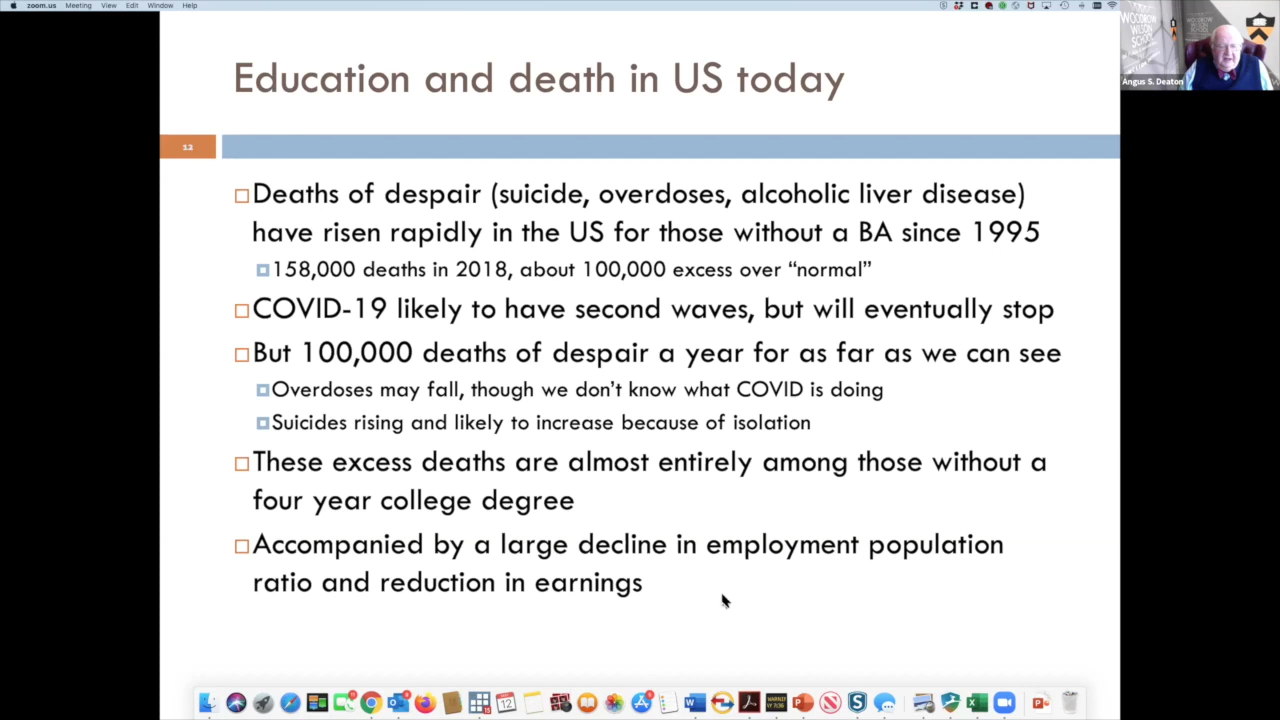 zoom.us Meeting View Edit Window Help
WOODROW
WILSON
SCHOOL
Angus S. Deaton
Education and death in US today
12
Deaths of despair (suicide, overdoses, alcoholic liver disease)
have risen rapidly in the US for those without a BA since 1995
158,000 deaths in 2018, about 100,000 excess over “normal”
COVID-19 likely to have second waves, but will eventually stop
But 100,000 deaths of despair a year for as far as we can see
Overdoses may fall, though we don’t know what COVID is doing
Suicides rising and likely to increase because of isolation
These excess deaths are almost entirely among those without a
four year college degree
Accompanied by a large decline in employment population
ratio and reduction in earnings